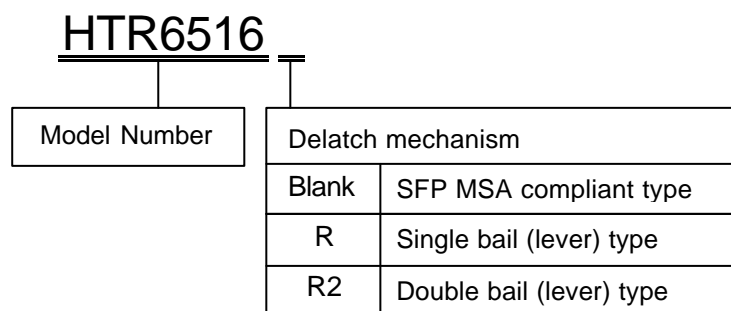 HTR6516
Model Number
Delatch mechanism
Blank SFP MSA compliant type
R Single bail (lever) type
R2 Double bail (lever) type